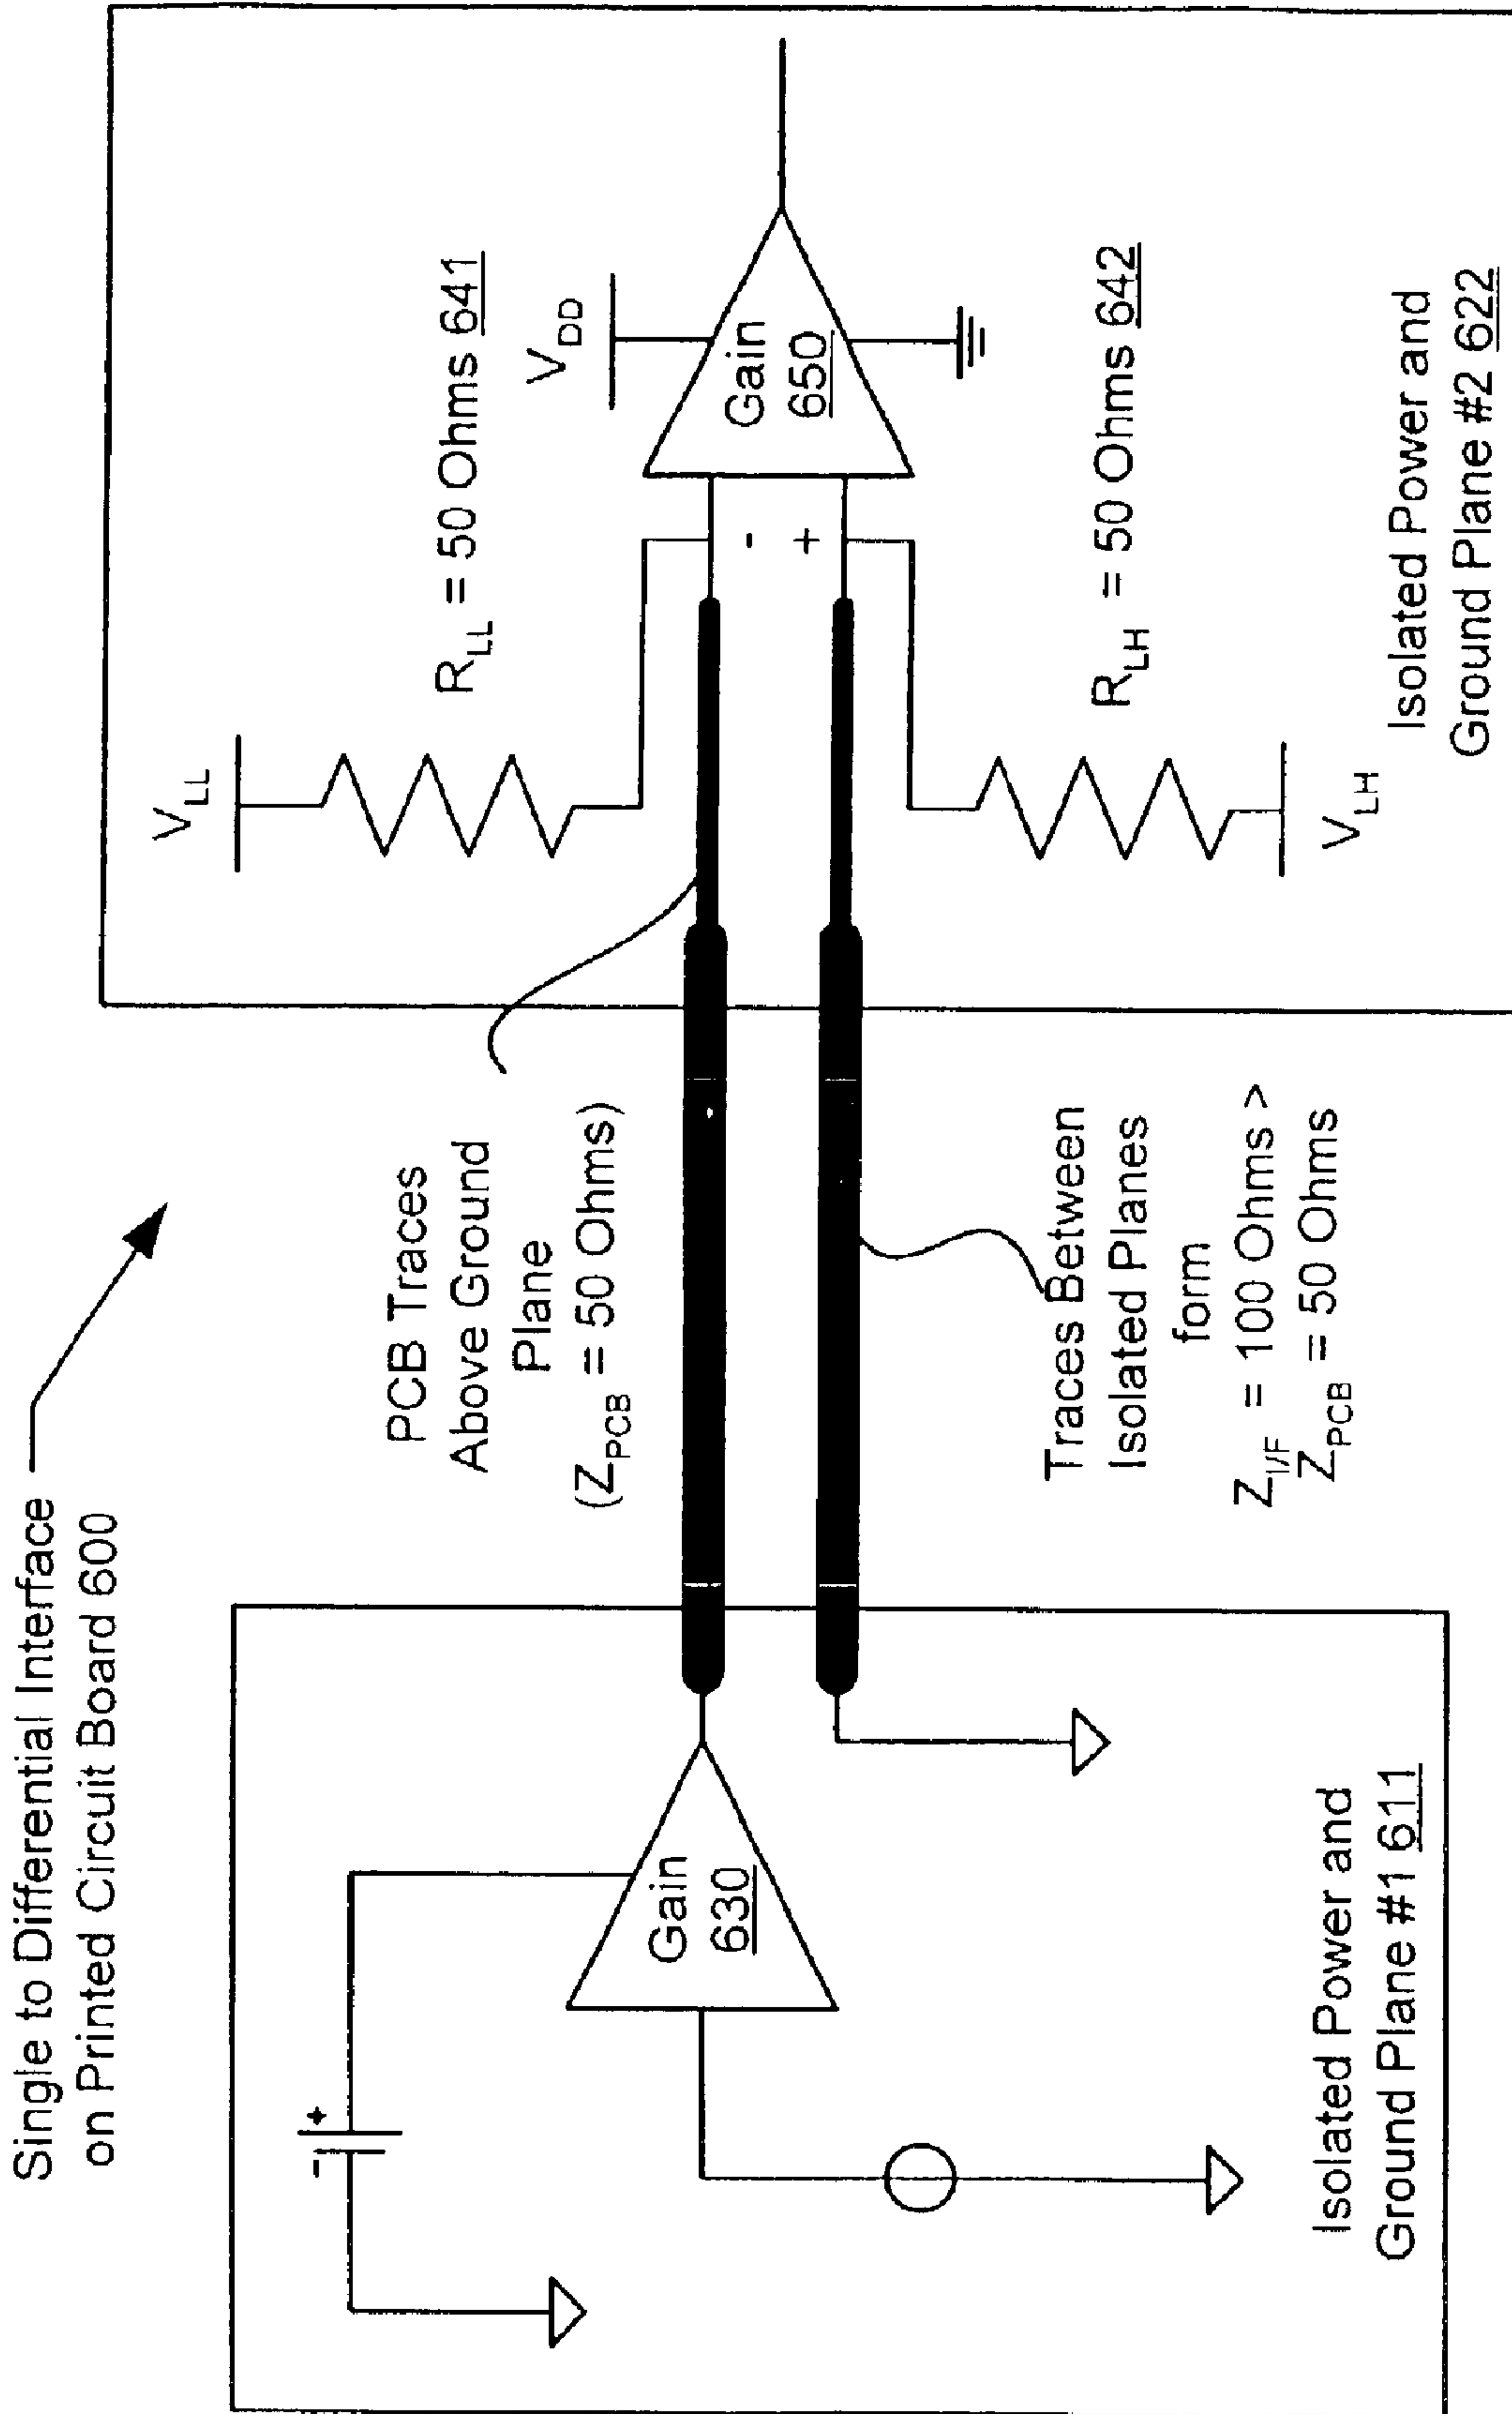 Single to Differential Interface
on Printed Circuit Board 600
-
+
Gain
630
Isolated Power and
Ground Plane #1 611
PCB Traces
Above Ground
Plane
(Z_PCB = 50 Ohms)
Traces Between
Isolated Planes
form
Z_I/F = 100 Ohms >
Z_PCB = 50 Ohms
V_LL
R_LL = 50 Ohms 641
V_DD
-
+
Gain
650
R_LH = 50 Ohms 642
V_LH
Isolated Power and
Ground Plane #2 622